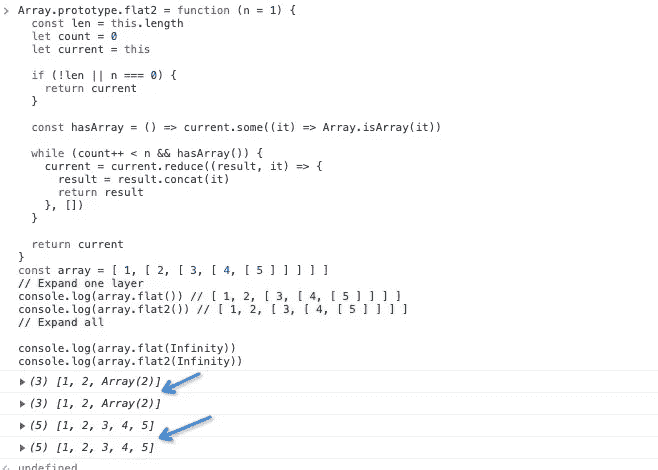 Array.prototype.flat2 = function (n = 1) {
const len = this.length
let count = 0
let current = this
if (!len || n === 0) {
return current
}
const hasArray = () => current.some((it) => Array.isArray(it))
while (count++ < n && hasArray()) {
current = current.reduce((result, it) => {
result = result.concat(it)
return result
}, [])
}
return current
}
const array = [ 1, [ 2, [ 3, [ 4, [ 5 ] ] ] ] ]
// Expand one layer
console.log(array.flat()) // [ 1, 2, [ 3, [ 4, [ 5 ] ] ] ]
console.log(array.flat2()) // [ 1, 2, [ 3, [ 4, [ 5 ] ] ] ]
// Expand all
console.log(array.flat(Infinity))
console.log(array.flat2(Infinity))
(3) [1, 2, Array(2)]
(3) [1, 2, Array(2)]
(5) [1, 2, 3, 4, 5]
(5) [1, 2, 3, 4, 5]
undefined